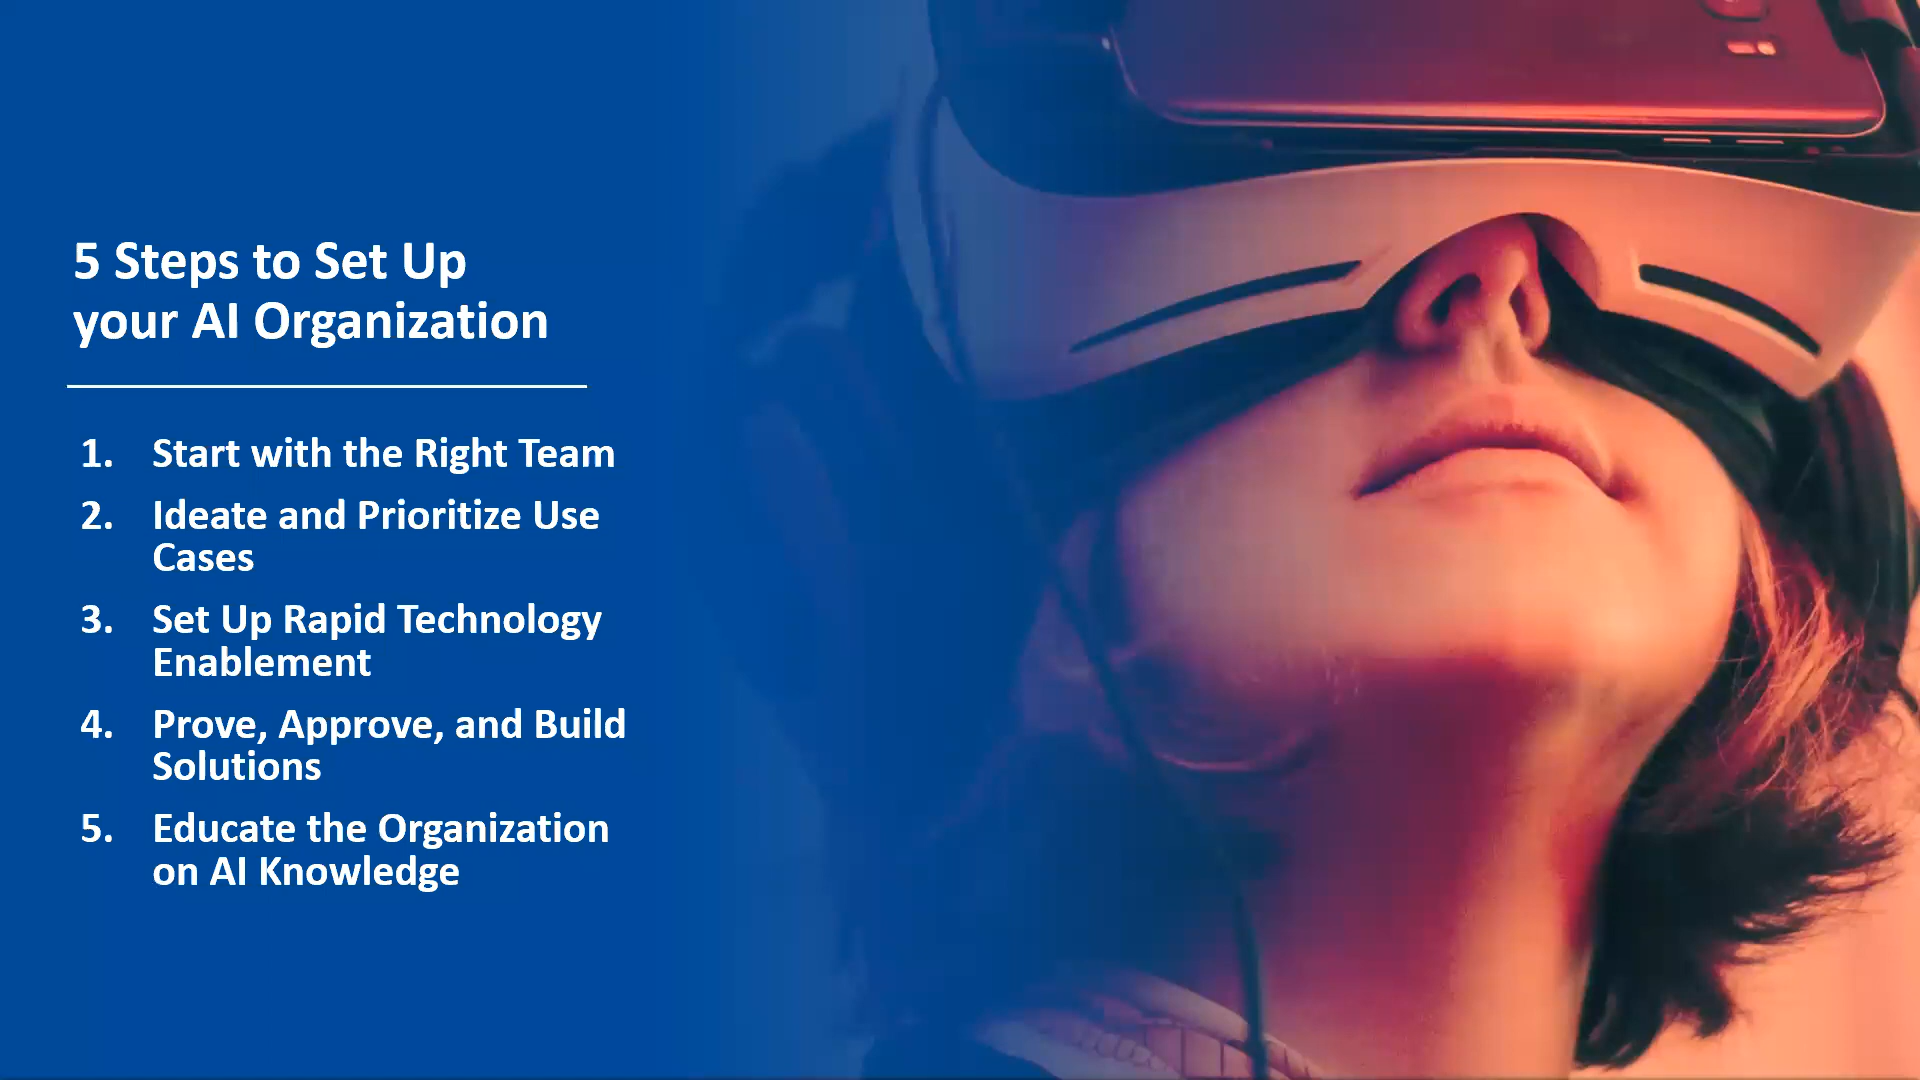 5 Steps to Set Up
your AI Organization
1. Start with the Right Team
2. Ideate and Prioritize Use
Cases
3. Set Up Rapid Technology
Enablement
4. Prove, Approve, and Build
Solutions
5. Educate the Organization
on AI Knowledge